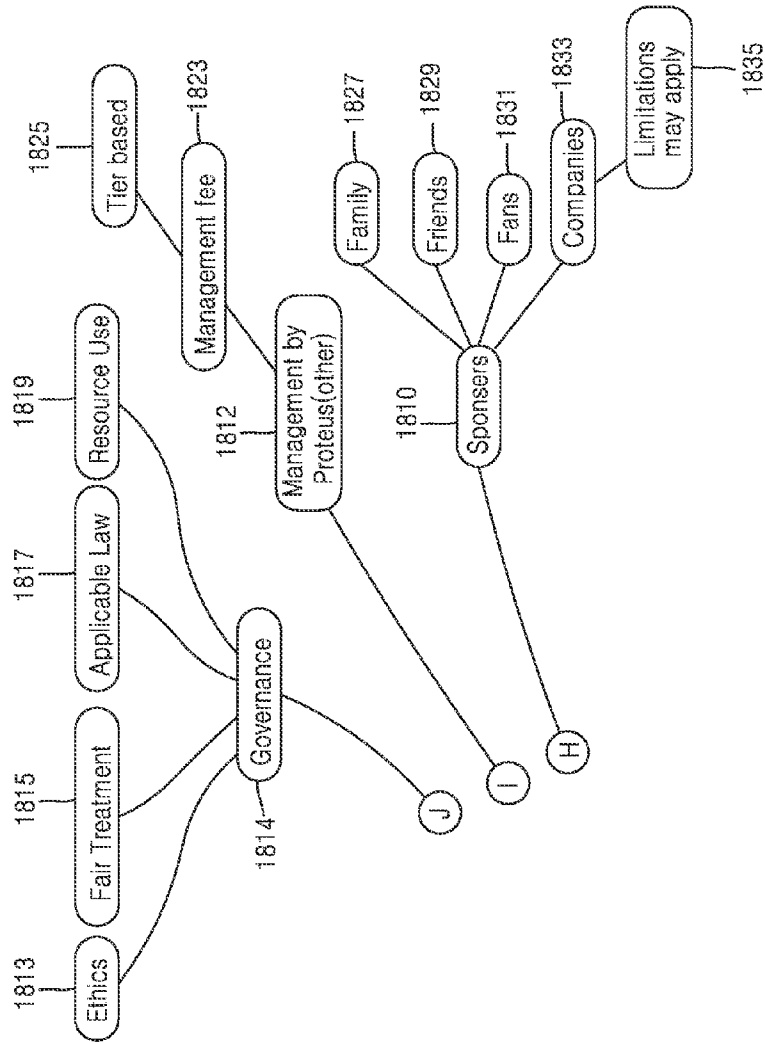 1813
Ethics
1815
Fair Treatment
1817
Applicable Law
1819
Resource Use
1814
Governance
J
1825
Tier based
1823
Management fee
1812
Management by
Proteus(other)
I
1827
Family
1829
Friends
1831
Fans
1833
Companies
1810
Sponsers
Limitations
may apply
1835
H